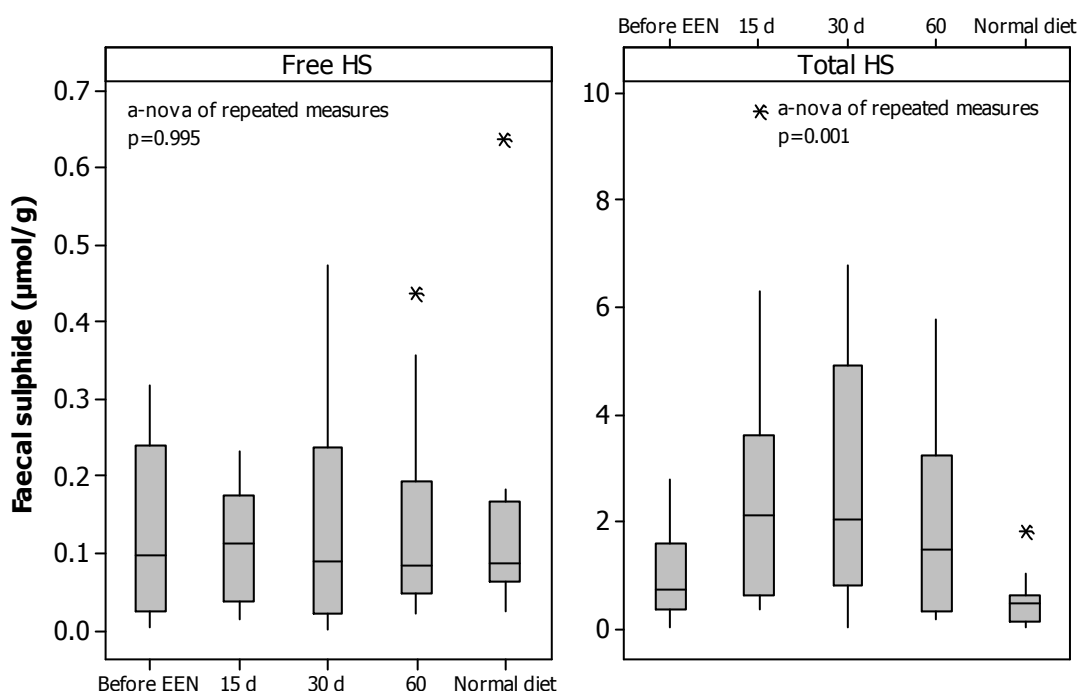 Before EEN 15 d 30 d 60 Normal diet
Free HS
Total HS
Faecal sulphide (μmol/g)
0.7
0.6
0.5
0.4
0.3
0.2
0.1
0.0
a-nova of repeated measures
p=0.995
10
8
6
4
2
0
a-nova of repeated measures
p=0.001
Before EEN 15 d 30 d 60 Normal diet